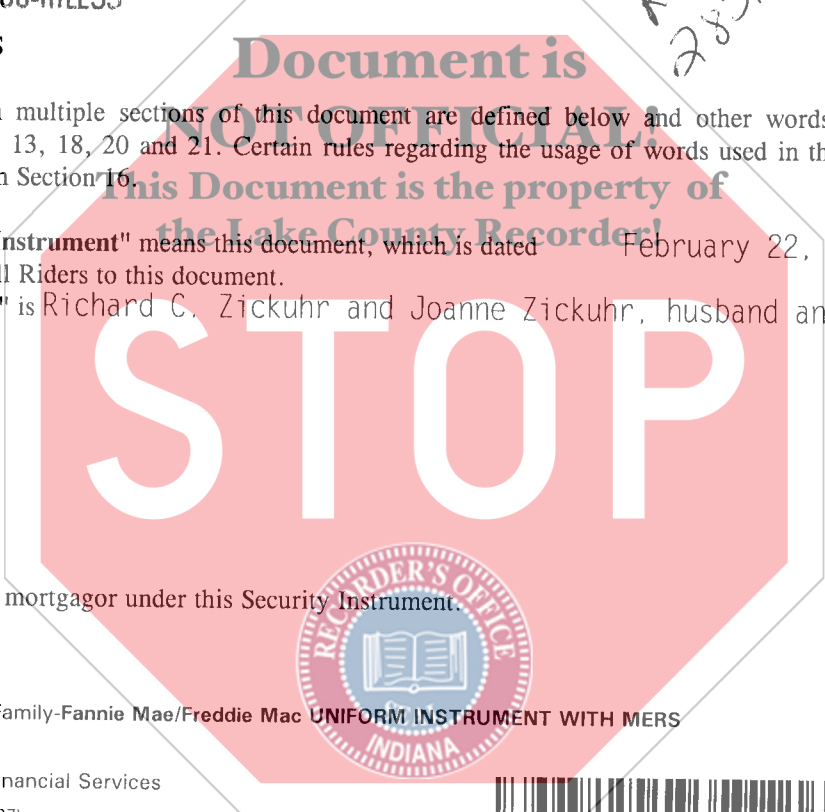 Document is
multiple sections of this document are defined below and other words
NOT OFFICIAL!
13, 18, 20 and 21. Certain rules regarding the usage of words used in
Section 16.
This Document is the property of
the Lake County Recorder!
Instrument" means this document, which is dated February 22,
Riders to this document.
" is Richard C. Zickuhr and Joanne Zickuhr, husband
STOP
mortgagor under this Security Instrument.
RECORDER'S OFFICE
SEAL
INDIANA
Family-Fannie Mae/Freddie Mac UNIFORM INSTRUMENT WITH MERS
Financial Services